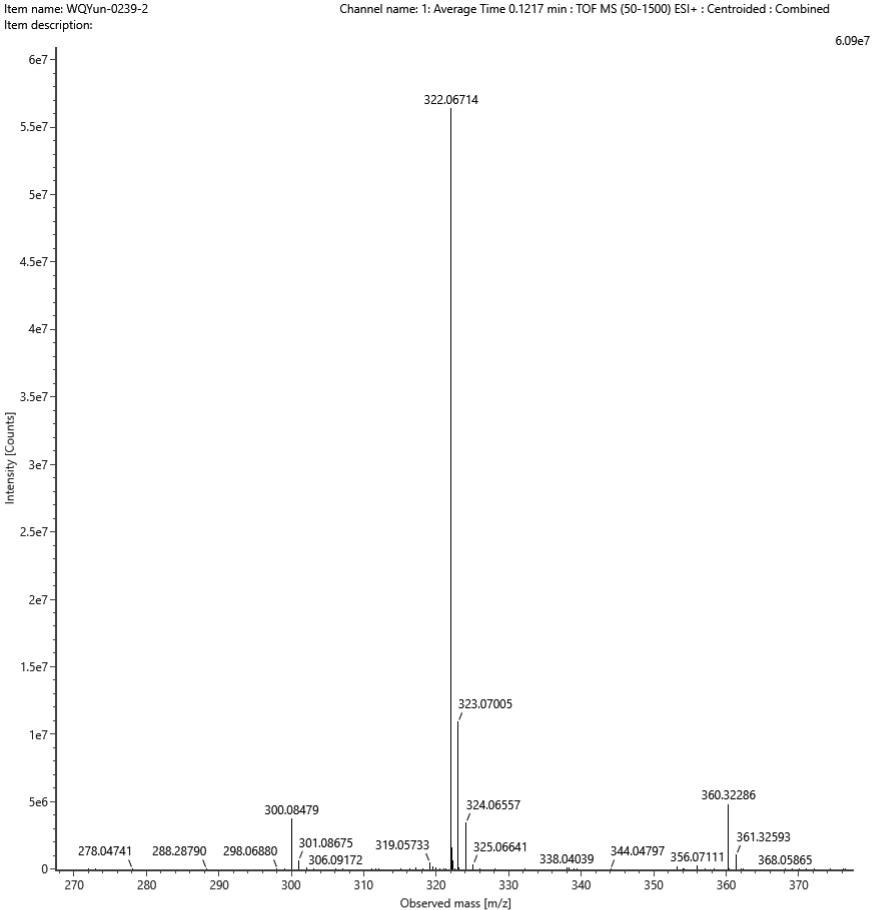 Item name: WQYun-0239-2
Channel name: 1: Average Time 0.1217 min : TOF MS (50-1500) ESI+ : Centroided : Combined
Item description:
6.09e7
6e7
5.5e7
5e7
4.5e7
4e7
3.5e7
3e7
2.5e7
2e7
1.5e7
1e7
5e6
0
Intensity [Counts]
322.06714
323.07005
360.32286
300.08479
324.06557
301.08675
319.05733
325.06641
361.32593
278.04741
288.28790
298.06880
306.09172
338.04039
344.04797
356.07111
368.05865
270
280
290
300
310
320
330
340
350
360
370
Observed mass [m/z]